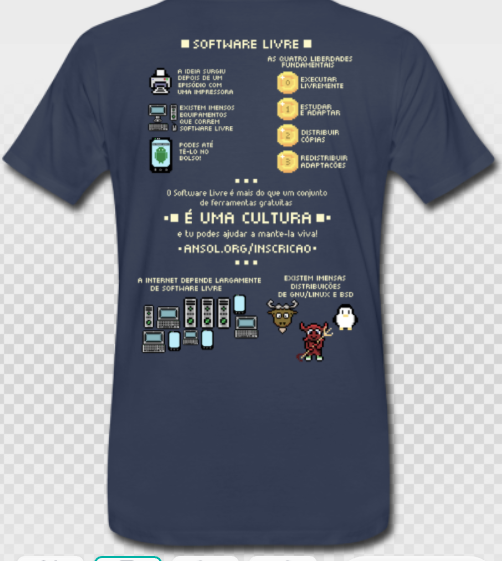 SOFTWARE LIVRE
A IDEIA SURGIU
DEPOIS DE UM
EPISÓDIO COM
UMA IMPRESSORA
EXISTEM IMENSOS
EQUIPAMENTOS
QUE CORREM
SOFTWARE LIVRE
PODES ATÉ
TÊ-LO NO
BOLSO!
AS QUATRO LIBERDADES
FUNDAMENTAIS
0 EXECUTAR
LIVREMENTE
1 ESTUDAR
E ADAPTAR
2 DISTRIBUIR
CÓPIAS
3 REDISTRIBUIR
ADAPTAÇÕES
O Software Livre é mais do que um conjunto
de ferramentas gratuitas
É UMA CULTURA
e tu podes ajudar a mante-la viva!
•ANSOL.ORG/INSCRICAO•
A INTERNET DEPENDE LARGAMENTE
DE SOFTWARE LIVRE
EXISTEM IMENSAS
DISTRIBUIÇÕES
DE GNU/LINUX E BSD